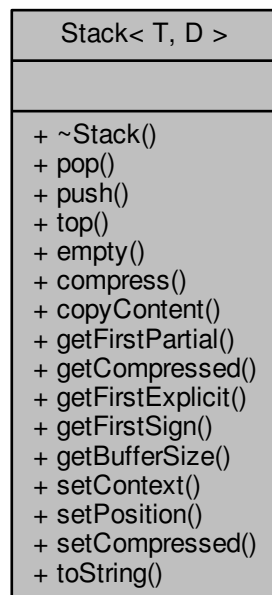 Stack< T, D >
+ ~Stack()
+ pop()
+ push()
+ top()
+ empty()
+ compress()
+ copyContent()
+ getFirstPartial()
+ getCompressed()
+ getFirstExplicit()
+ getFirstSign()
+ getBufferSize()
+ setContext()
+ setPosition()
+ setCompressed()
+ toString()